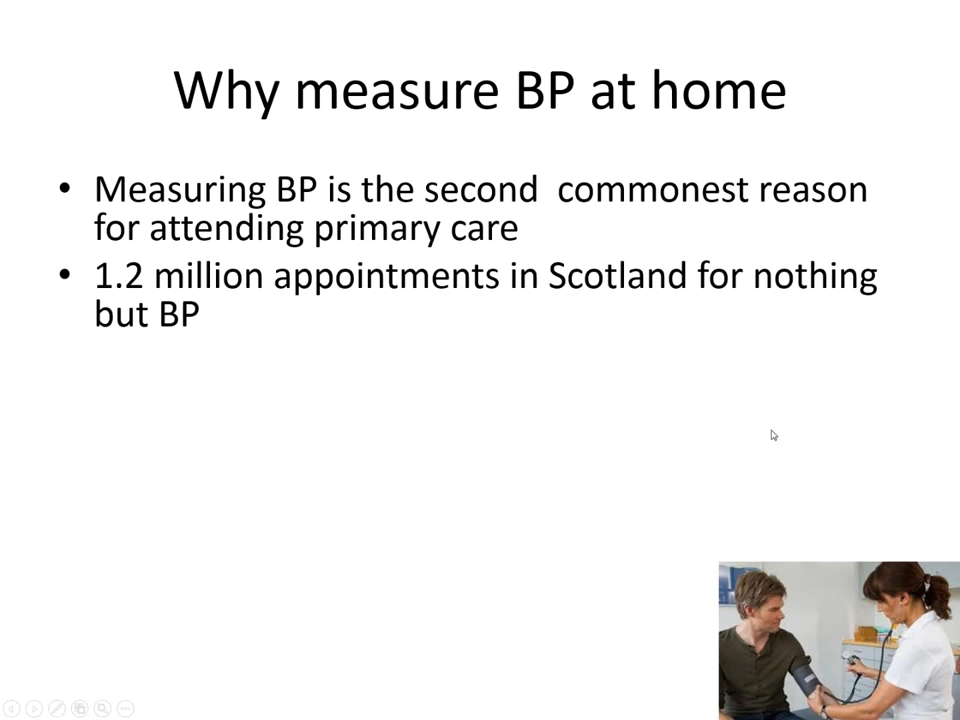 Why measure BP at home
• Measuring BP is the second  commonest reason
for attending primary care
• 1.2 million appointments in Scotland for nothing
but BP